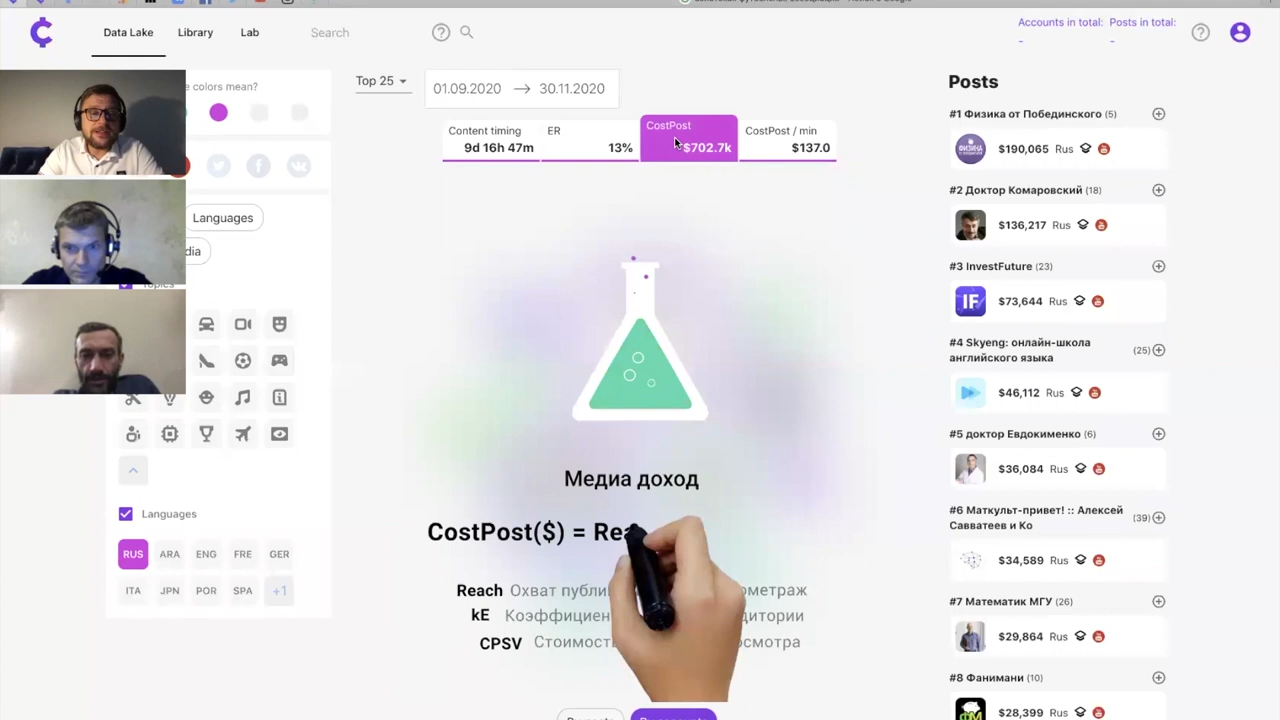 Data Lake
Library
Lab
Search
Accounts in total:
Posts in total:
-
-
e colors mean?
Languages
dia
Topics
Languages
RUS
ARA
ENG
FRE
GER
ITA
JPN
POR
SPA
+1
Top 25
01.09.2020 → 30.11.2020
Content timing
9d 16h 47m
ER
13%
CostPost
$702.7k
CostPost / min
$137.0
Медиа доход
CostPost($) = Rea
Reach Охват публи
ометраж
kE Коэффициен
дитории
CPSV Стоимость
осмотра
Posts
#1 Физика от Побединского (5)
ФИЗИКА
$190,065 Rus
#2 Доктор Комаровский (18)
$136,217 Rus
#3 InvestFuture (23)
IF
$73,644 Rus
#4 Skyeng: онлайн-школа
английского языка (25)
$46,112 Rus
#5 доктор Евдокименко (6)
$36,084 Rus
#6 Маткульт-привет! :: Алексей
Савватеев и Ко (39)
$34,589 Rus
#7 Математик МГУ (26)
$29,864 Rus
#8 Фанимани (10)
ФМ
$28,399 Rus